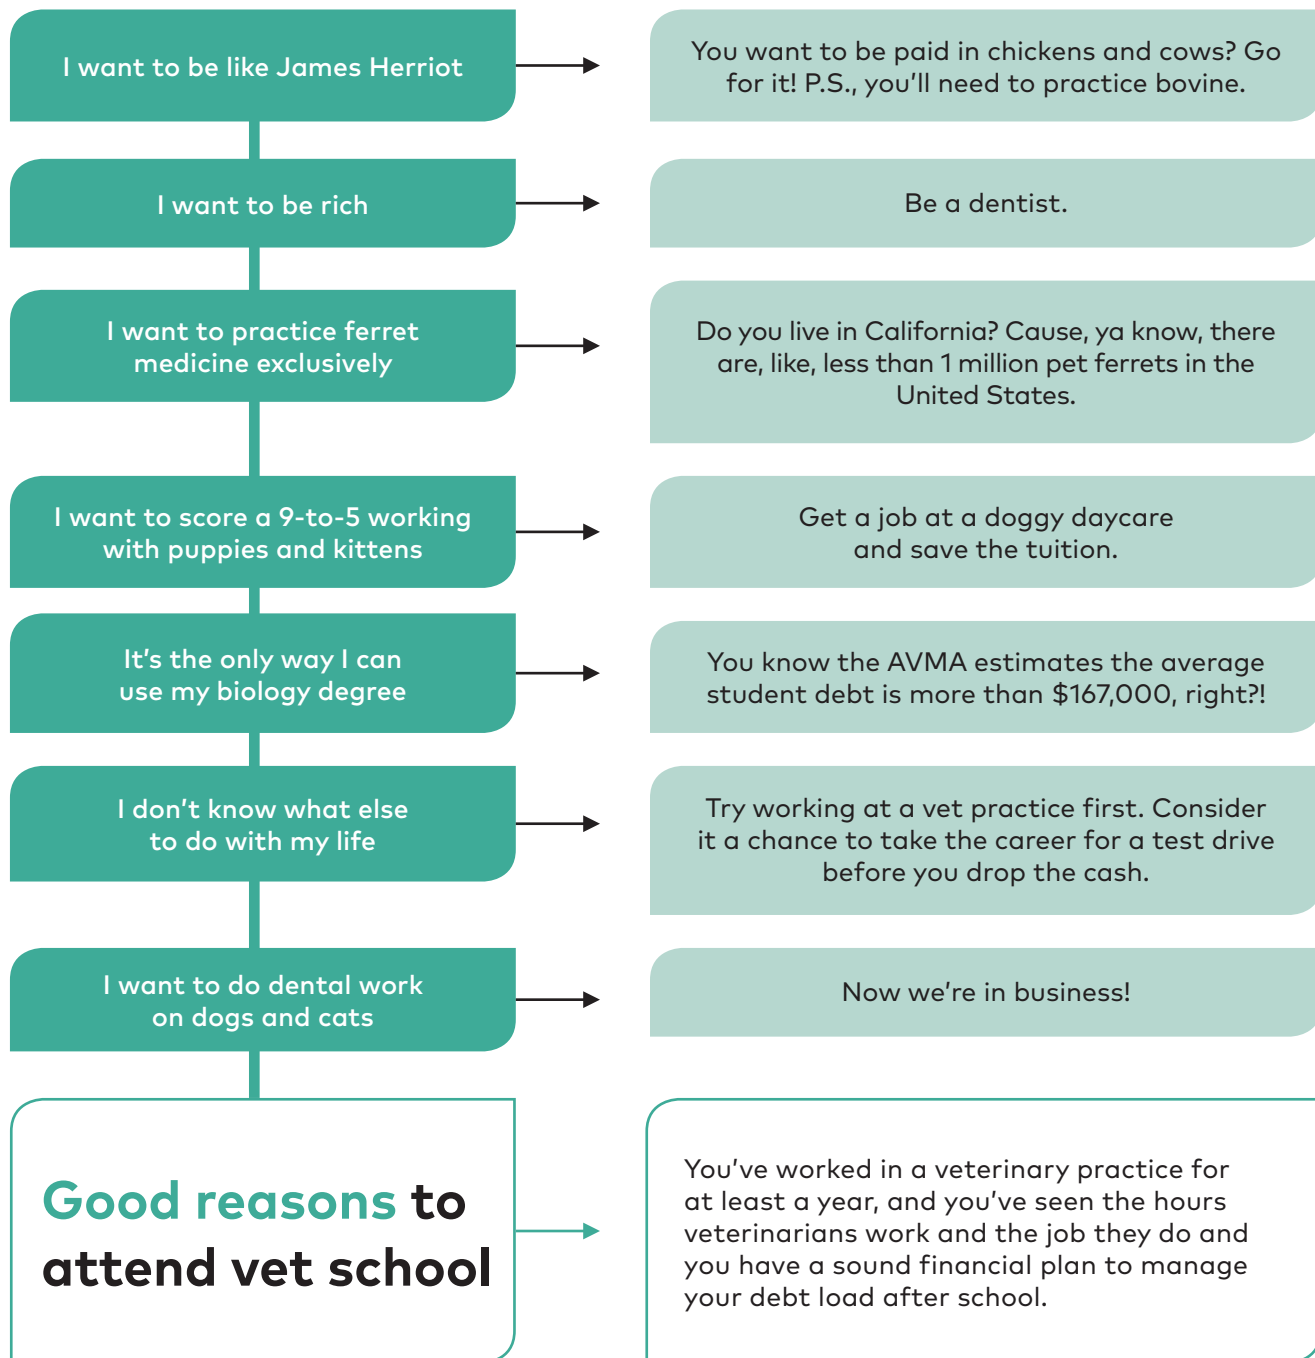 I want to be like James Herriot
You want to be paid in chickens and cows? Go
for it! P.S., you'll need to practice bovine.
I want to be rich
Be a dentist.
I want to practice ferret
medicine exclusively
Do you live in California? Cause, ya know, there
are, like, less than 1 million pet ferrets in the
United States.
I want to score a 9-to-5 working
with puppies and kittens
Get a job at a doggy daycare
and save the tuition.
It's the only way I can
use my biology degree
You know the AVMA estimates the average
student debt is more than $167,000, right?!
I don't know what else
to do with my life
Try working at a vet practice first. Consider
it a chance to take the career for a test drive
before you drop the cash.
I want to do dental work
on dogs and cats
Now we're in business!
Good reasons to
attend vet school
You've worked in a veterinary practice for
at least a year, and you've seen the hours
veterinarians work and the job they do and
you have a sound financial plan to manage
your debt load after school.